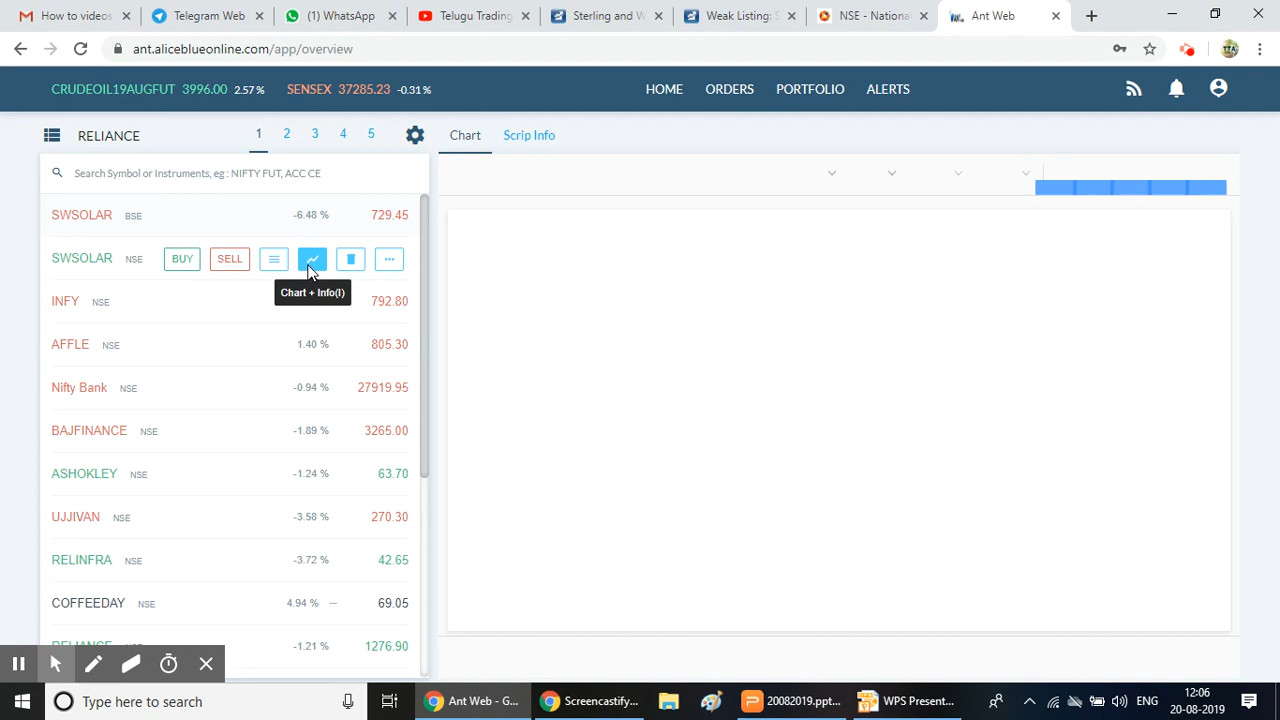 How to videos
Telegram Web
(1) WhatsApp
Telugu Trading
Sterling and W
Weak Listing: S
NSE - Nationa
Ant Web
ant.aliceblueonline.com/app/overview
CRUDEOIL19AUGFUT 3996.00 2.57 % SENSEX 37285.23 -0.31 %
HOME ORDERS PORTFOLIO ALERTS
RELIANCE 1 2 3 4 5
Chart Scrip Info
Search Symbol or Instruments, eg : NIFTY FUT, ACC CE
SWSOLAR BSE -6.48 % 729.45
SWSOLAR NSE BUY SELL
Chart + Info(I)
INFY NSE 792.80
AFFLE NSE 1.40 % 805.30
Nifty Bank NSE -0.94 % 27919.95
BAJFINANCE NSE -1.89 % 3265.00
ASHOKLEY NSE -1.24 % 63.70
UJJIVAN NSE -3.58 % 270.30
RELINFRA NSE -3.72 % 42.65
COFFEEDAY NSE 4.94 % -- 69.05
RELIANCE NSE -1.21 % 1276.90
Type here to search
Ant Web - G...
Screencastify...
20082019.ppt...
WPS Present...
ENG
12:06
20-08-2019